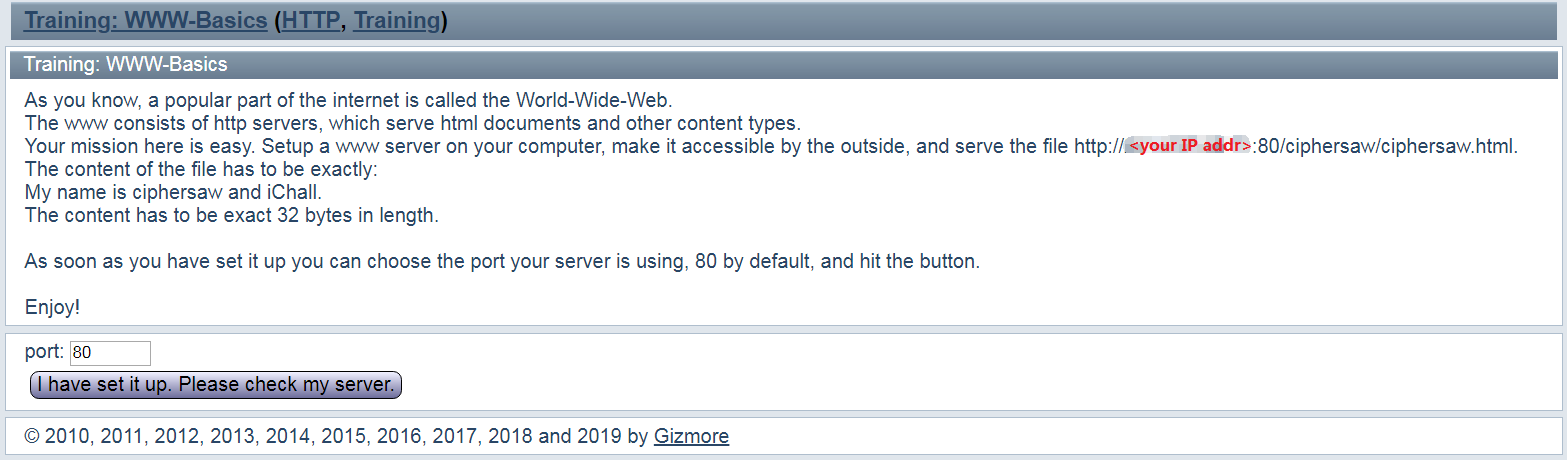 Training: WWW-Basics (HTTP, Training)
Training: WWW-Basics
As you know, a popular part of the internet is called the World-Wide-Web.
The www consists of http servers, which serve html documents and other content types.
Your mission here is easy. Setup a www server on your computer, make it accessible by the outside, and serve the file http://<your IP addr>:80/ciphersaw/ciphersaw.html.
The content of the file has to be exactly:
My name is ciphersaw and iChall.
The content has to be exact 32 bytes in length.
As soon as you have set it up you can choose the port your server is using, 80 by default, and hit the button.
Enjoy!
port: 80
I have set it up. Please check my server.
© 2010, 2011, 2012, 2013, 2014, 2015, 2016, 2017, 2018 and 2019 by Gizmore